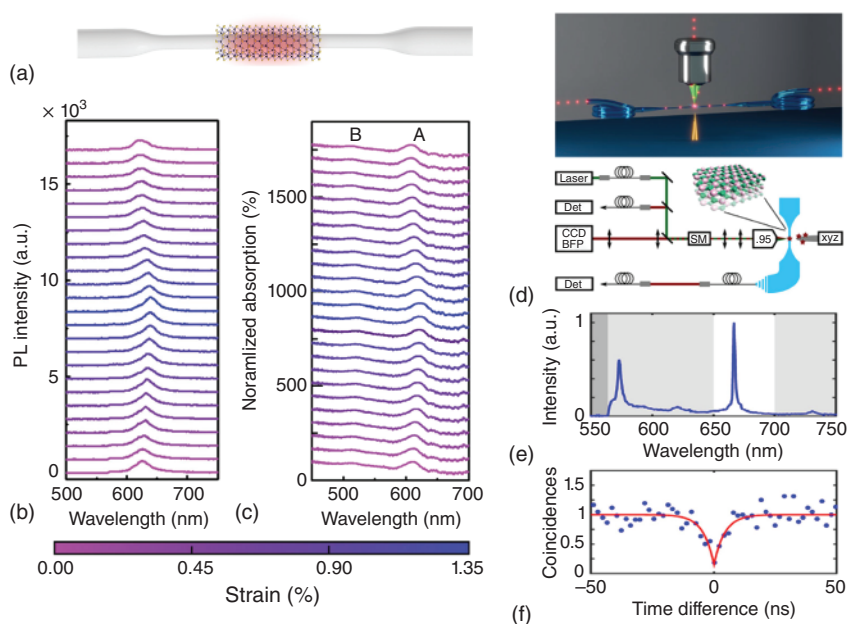 (a)
× 10³
15
10
5
0
PL intensity (a.u.)
500
600
700
Wavelength (nm)
(b)
B
A
1500
1000
500
0
Noramlized absorption (%)
500
600
700
Wavelength (nm)
(c)
0.00
0.45
0.90
1.35
Strain (%)
Laser
Det
CCD
BFP
SM
.95
xyz
Det
(d)
1
0
Intensity (a.u.)
550
600
650
700
750
Wavelength (nm)
(e)
1.5
1
0.5
0
Coincidences
−50
0
50
Time difference (ns)
(f)